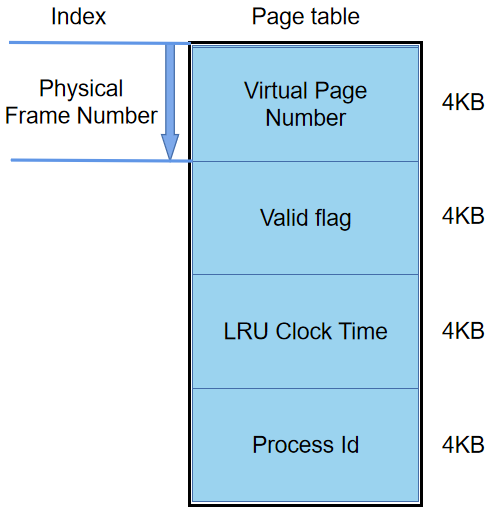 Index
Page table
Physical
Frame Number
Virtual Page
Number
4KB
Valid flag
4KB
LRU Clock Time
4KB
Process Id
4KB